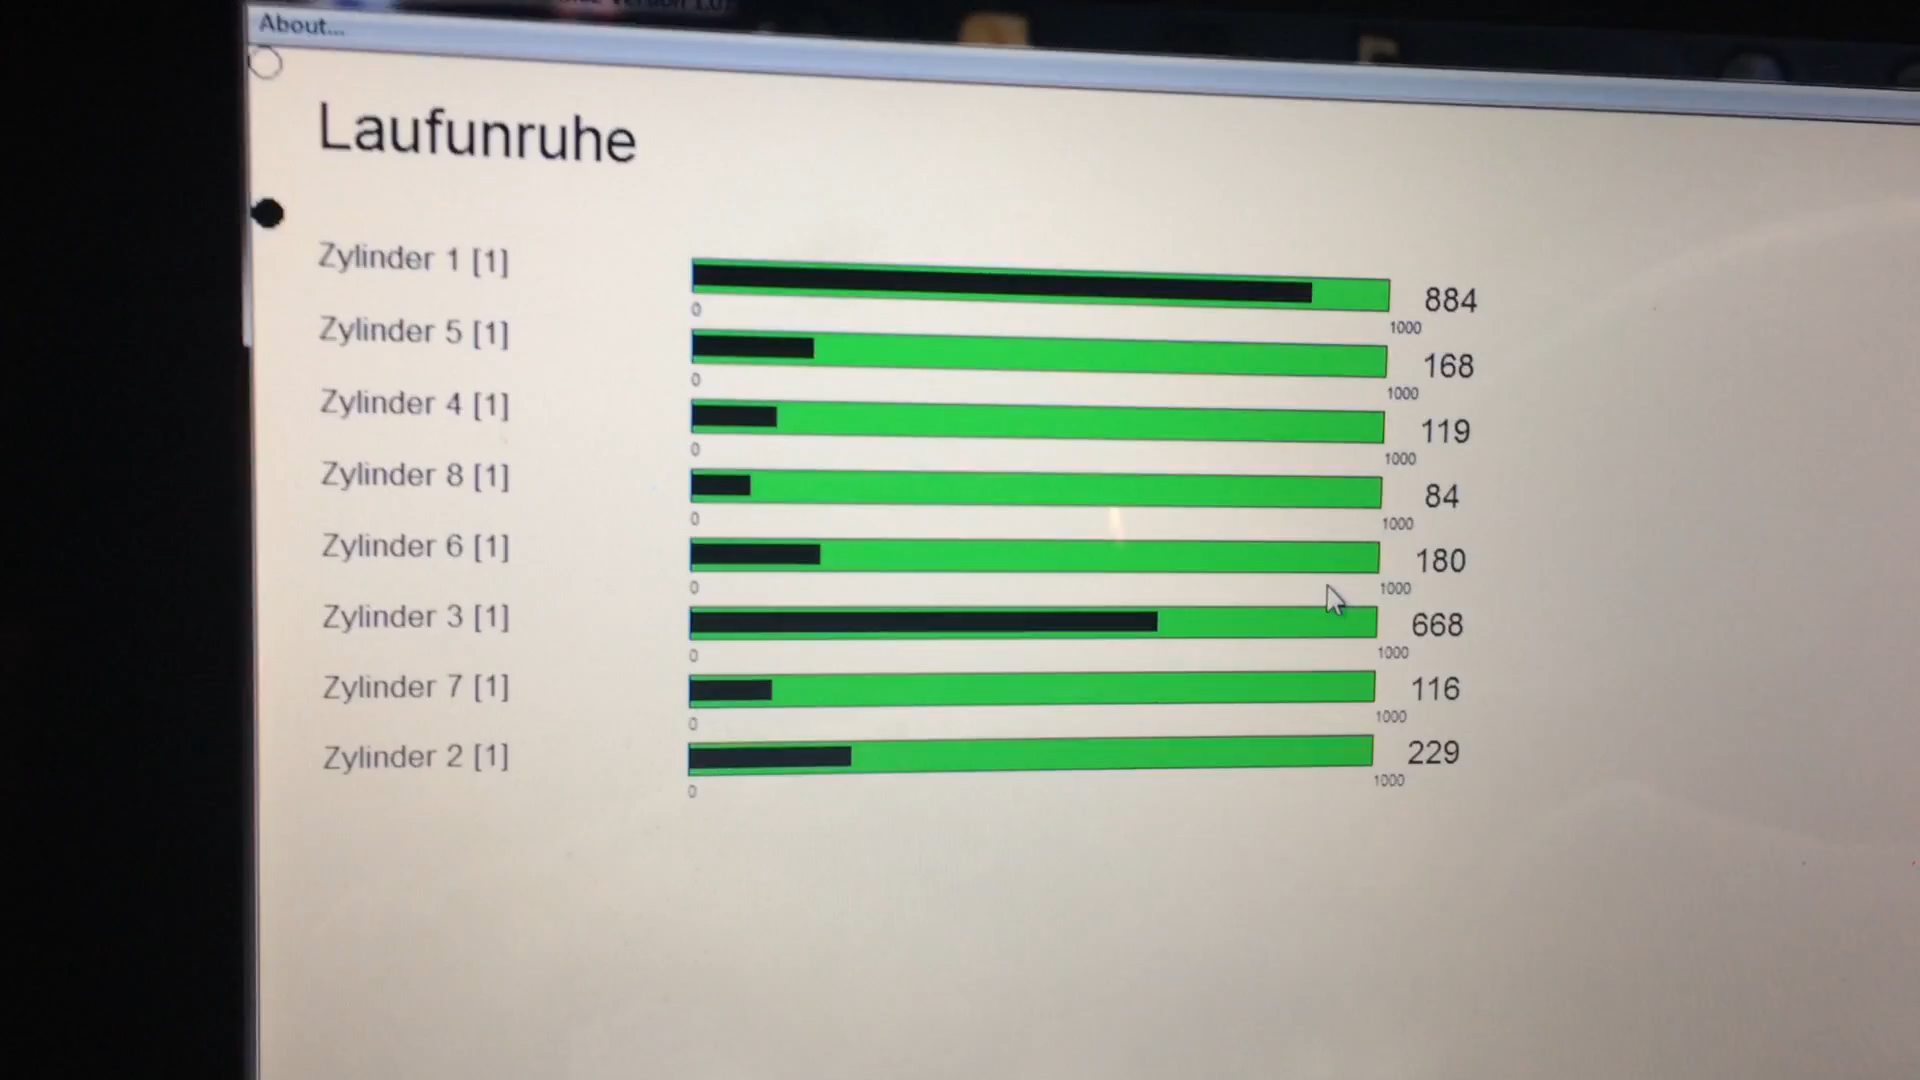 About...
Laufunruhe
Zylinder 1 [1] 884
0 1000
Zylinder 5 [1] 168
0 1000
Zylinder 4 [1] 119
0 1000
Zylinder 8 [1] 84
0 1000
Zylinder 6 [1] 180
0 1000
Zylinder 3 [1] 668
0 1000
Zylinder 7 [1] 116
0 1000
Zylinder 2 [1] 229
0 1000